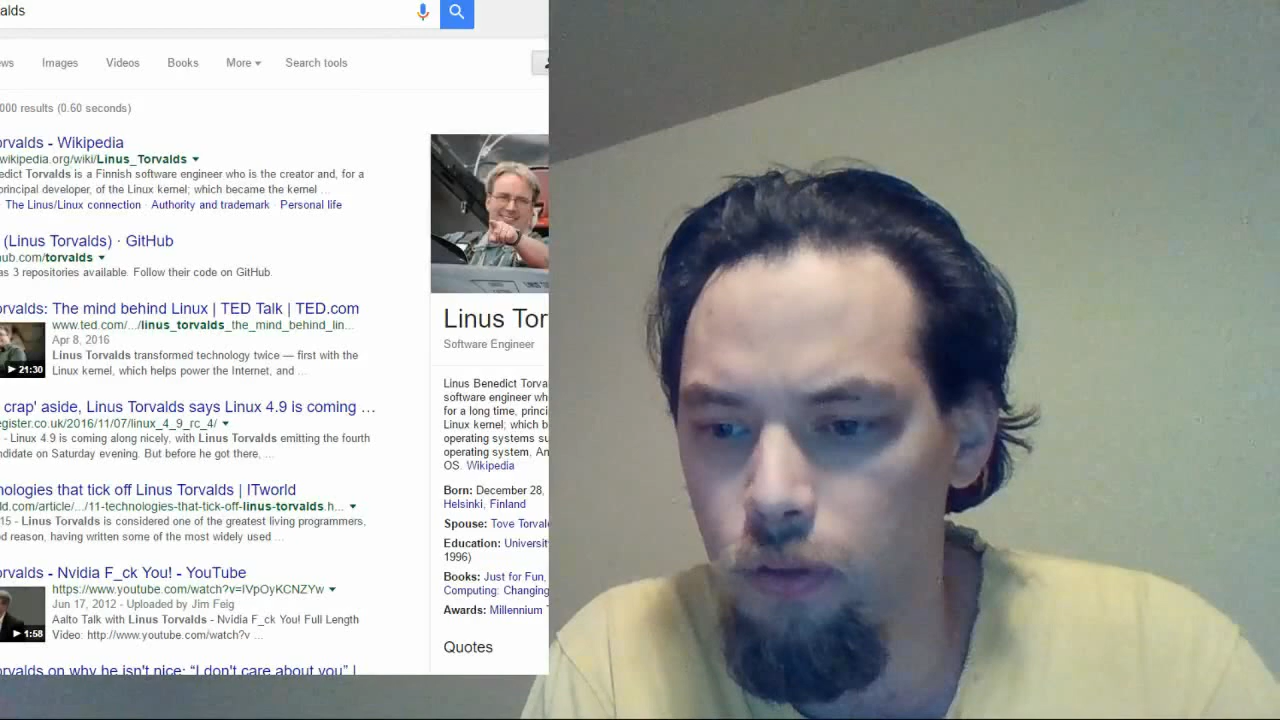 alds
ws Images Videos Books More Search tools
000 results (0.60 seconds)
orvalds - Wikipedia
wikipedia.org/wiki/Linus_Torvalds
edict Torvalds is a Finnish software engineer who is the creator and, for a
principal developer, of the Linux kernel; which became the kernel ...
The Linus/Linux connection · Authority and trademark · Personal life
(Linus Torvalds) · GitHub
hub.com/torvalds
as 3 repositories available. Follow their code on GitHub.
orvalds: The mind behind Linux | TED Talk | TED.com
www.ted.com/.../linus_torvalds_the_mind_behind_lin...
Apr 8, 2016
Linus Torvalds transformed technology twice — first with the
21:30
Linux kernel, which helps power the Internet, and ...
crap' aside, Linus Torvalds says Linux 4.9 is coming ...
egister.co.uk/2016/11/07/linux_4_9_rc_4/
- Linux 4.9 is coming along nicely, with Linus Torvalds emitting the fourth
ndidate on Saturday evening. But before he got there, ...
nologies that tick off Linus Torvalds | ITworld
ld.com/article/.../11-technologies-that-tick-off-linus-torvalds.h...
15 - Linus Torvalds is considered one of the greatest living programmers,
d reason, having written some of the most widely used ...
orvalds - Nvidia F_ck You! - YouTube
https://www.youtube.com/watch?v=IVpOyKCNZYw
Jun 17, 2012 - Uploaded by Jim Feig
Aalto Talk with Linus Torvalds - Nvidia F_ck You! Full Length
1:58
Video: http://www.youtube.com/watch?v ...
orvalds on why he isn't nice: "I don't care about you" |
Linus Tor
Software Engineer
Linus Benedict Torva
software engineer wh
for a long time, princi
Linux kernel; which b
operating systems su
operating system, An
OS. Wikipedia
Born: December 28,
Helsinki, Finland
Spouse: Tove Torvald
Education: University
1996)
Books: Just for Fun,
Computing: Changing
Awards: Millennium T
Quotes